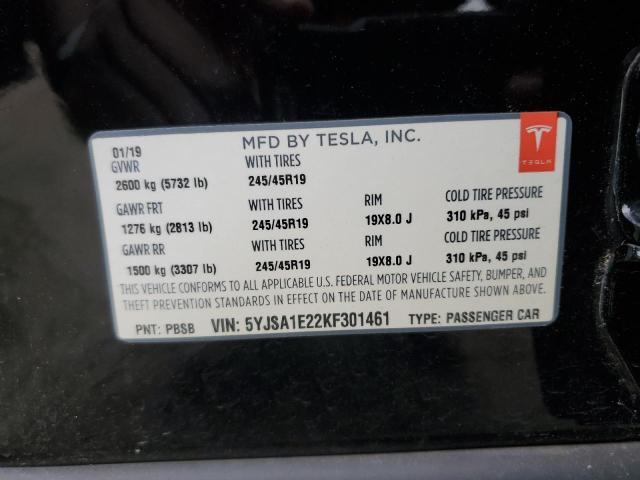 MFD BY TESLA, INC.
TESLA
01/19
GVWR WITH TIRES
2600 kg (5732 lb) 245/45R19
GAWR FRT WITH TIRES RIM COLD TIRE PRESSURE
1276 kg (2813 lb) 245/45R19 19X8.0 J 310 kPa, 45 psi
GAWR RR WITH TIRES RIM COLD TIRE PRESSURE
1500 kg (3307 lb) 245/45R19 19X8.0 J 310 kPa, 45 psi
THIS VEHICLE CONFORMS TO ALL APPLICABLE U.S. FEDERAL MOTOR VEHICLE SAFETY, BUMPER, AND
THEFT PREVENTION STANDARDS IN EFFECT ON THE DATE OF MANUFACTURE SHOWN ABOVE.
PNT: PBSB VIN: 5YJSA1E22KF301461 TYPE: PASSENGER CAR